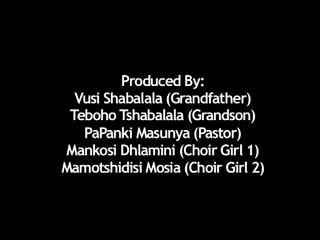 Produced By:
Vusi Shabalala (Grandfather)
Teboho Tshabalala (Grandson)
PaPanki Masunya (Pastor)
Mankosi Dhlamini (Choir Girl 1)
Mamotshidisi Mosia (Choir Girl 2)